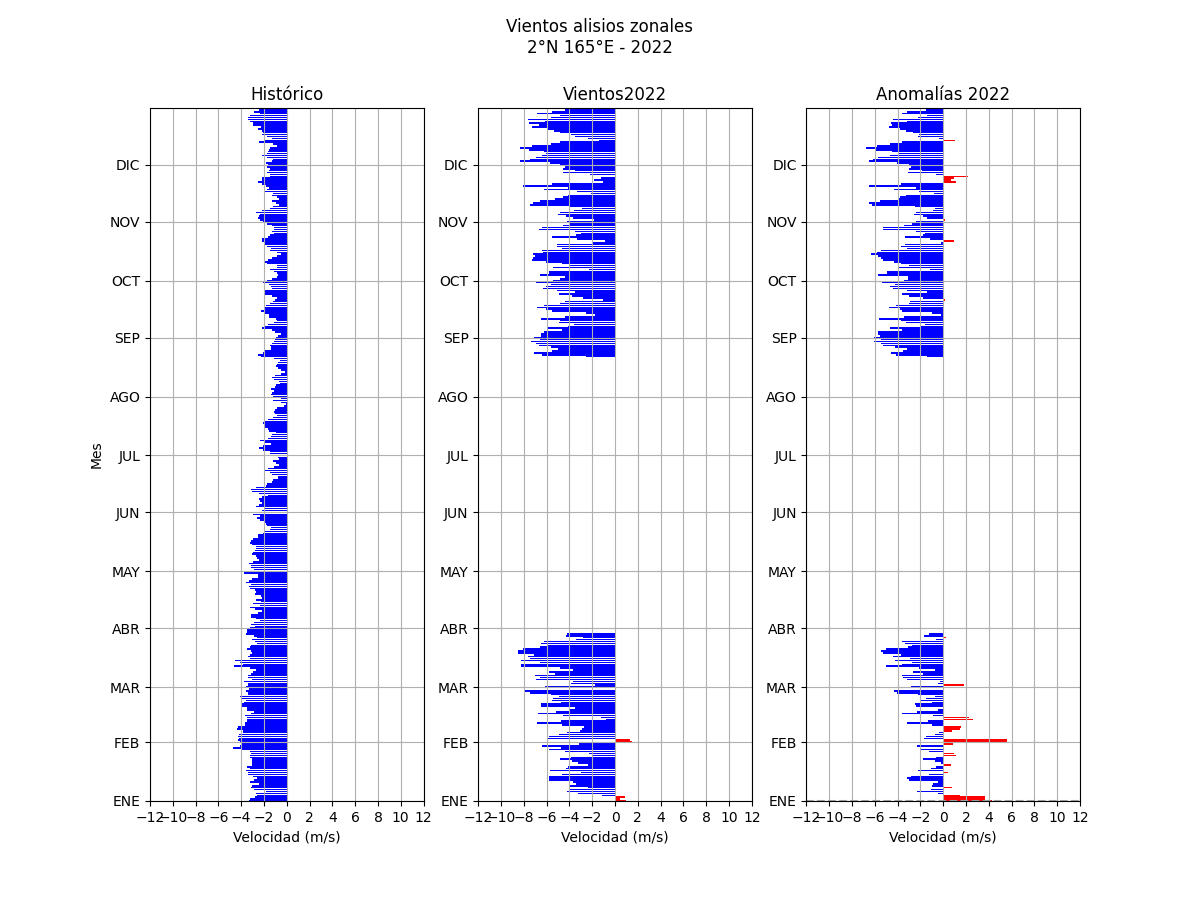 Vientos alisios zonales
2°N 165°E - 2022
Histórico
Vientos2022
Anomalías 2022
DIC
NOV
OCT
SEP
AGO
JUL
JUN
MAY
ABR
MAR
FEB
ENE
DIC
NOV
OCT
SEP
AGO
JUL
JUN
MAY
ABR
MAR
FEB
ENE
DIC
NOV
OCT
SEP
AGO
JUL
JUN
MAY
ABR
MAR
FEB
ENE
Mes
−12 −10 −8 −6 −4 −2 0 2 4 6 8 10 12
−12 −10 −8 −6 −4 −2 0 2 4 6 8 10 12
−12 −10 −8 −6 −4 −2 0 2 4 6 8 10 12
Velocidad (m/s)
Velocidad (m/s)
Velocidad (m/s)